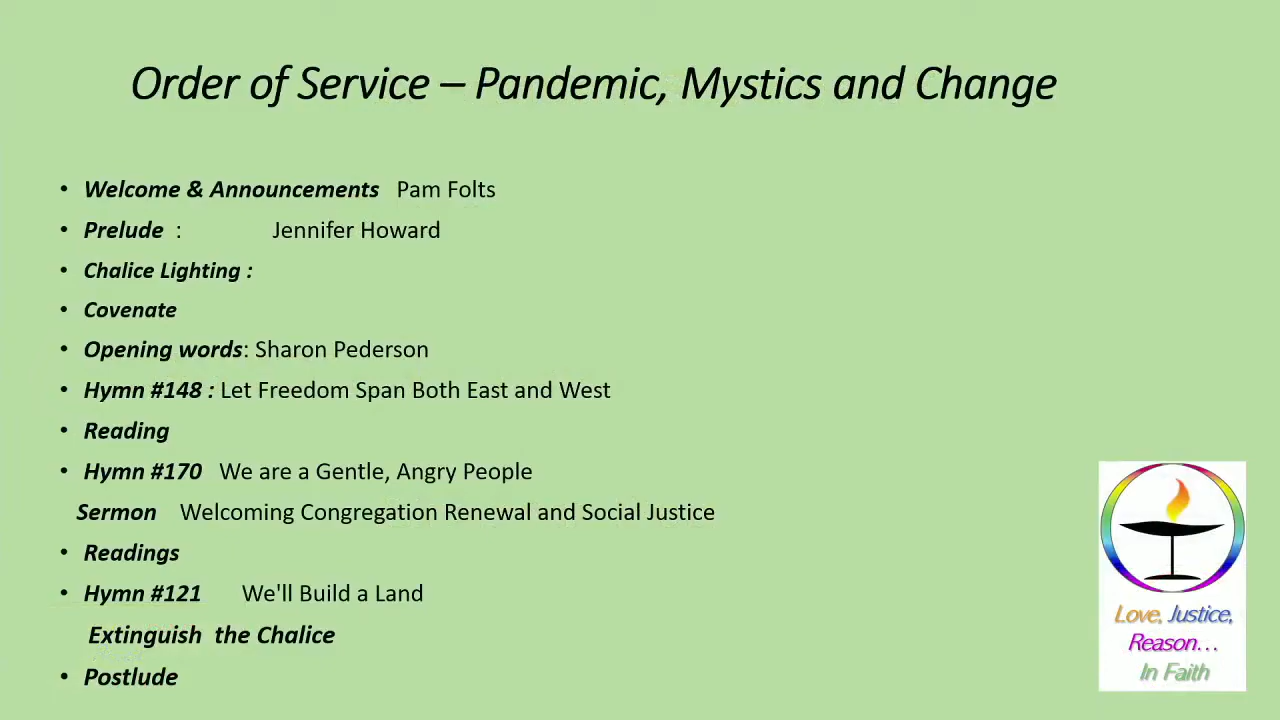 Order of Service – Pandemic, Mystics and Change
• Welcome & Announcements Pam Folts
• Prelude : Jennifer Howard
• Chalice Lighting :
• Covenate
• Opening words: Sharon Pederson
• Hymn #148 : Let Freedom Span Both East and West
• Reading
• Hymn #170 We are a Gentle, Angry People
Sermon Welcoming Congregation Renewal and Social Justice
• Readings
• Hymn #121 We'll Build a Land
Extinguish the Chalice
• Postlude
Love, Justice,
Reason...
In Faith